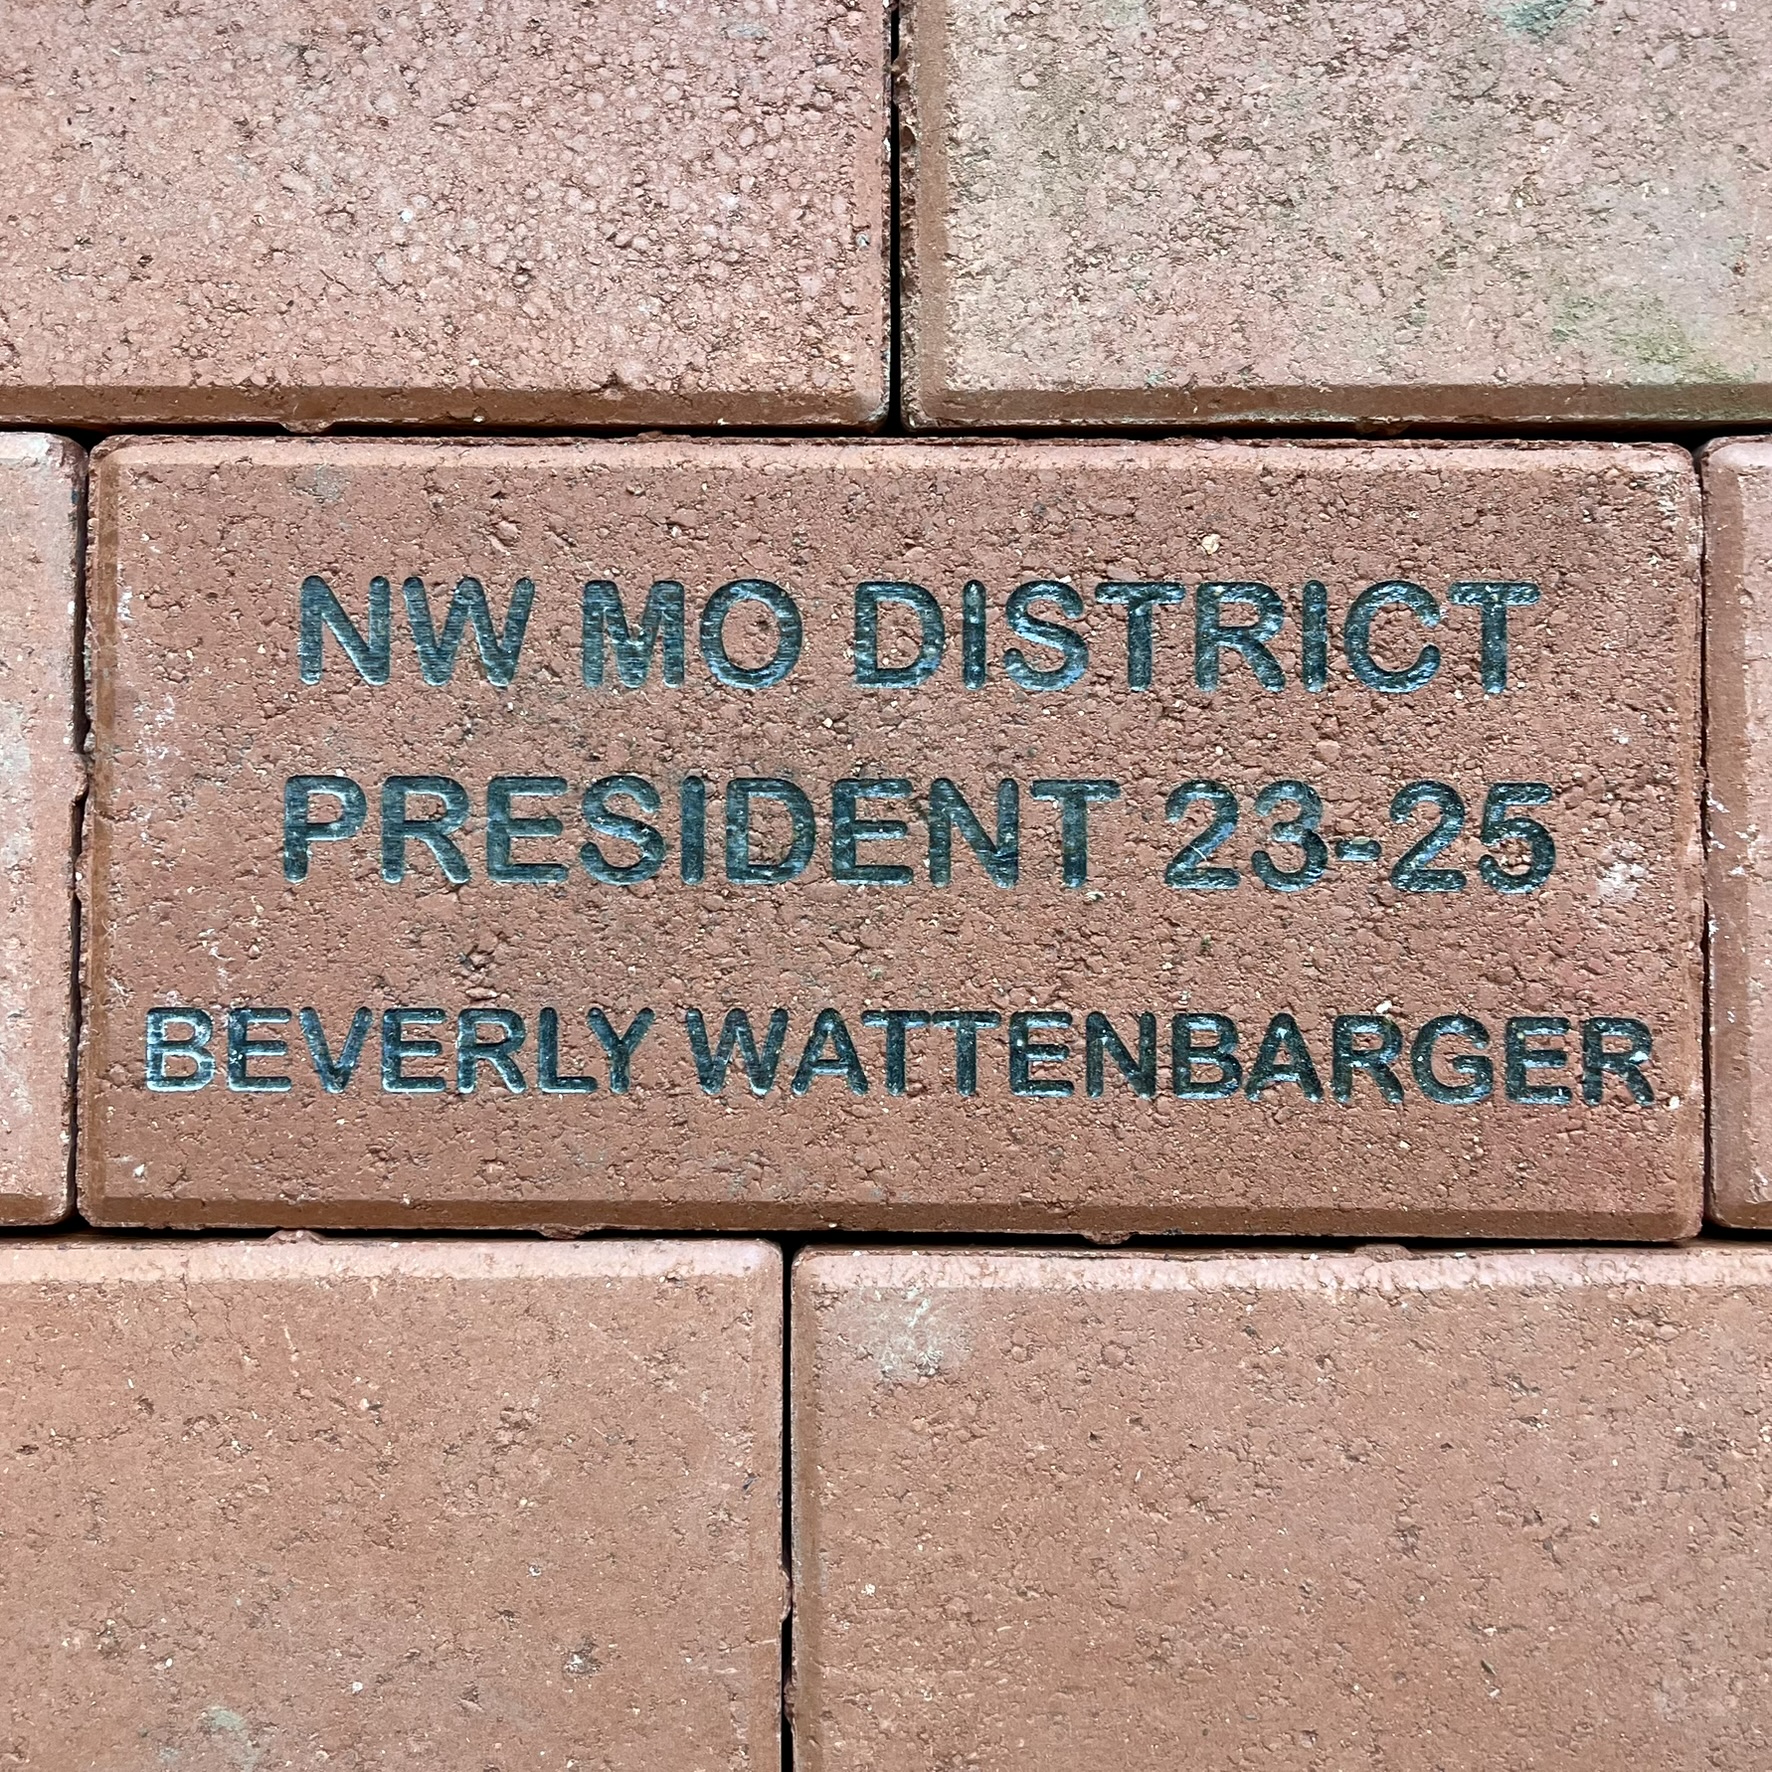 NW MO DISTRICT
PRESIDENT 23-25
BEVERLY WATTENBARGER